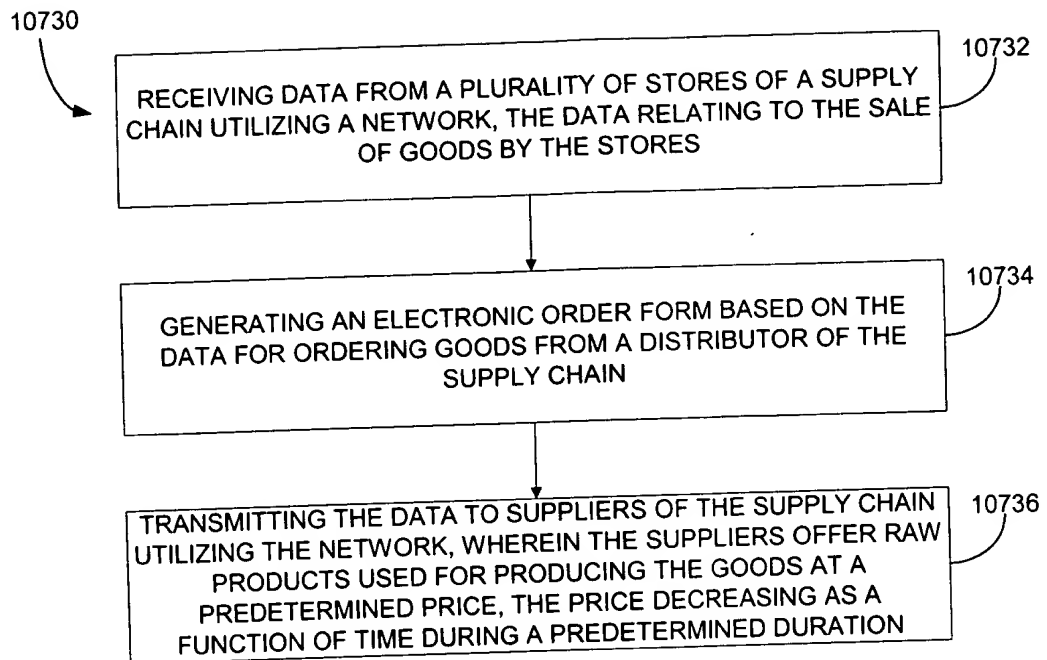 10730
10732
RECEIVING DATA FROM A PLURALITY OF STORES OF A SUPPLY
CHAIN UTILIZING A NETWORK, THE DATA RELATING TO THE SALE
OF GOODS BY THE STORES
10734
GENERATING AN ELECTRONIC ORDER FORM BASED ON THE
DATA FOR ORDERING GOODS FROM A DISTRIBUTOR OF THE
SUPPLY CHAIN
10736
TRANSMITTING THE DATA TO SUPPLIERS OF THE SUPPLY CHAIN
UTILIZING THE NETWORK, WHEREIN THE SUPPLIERS OFFER RAW
PRODUCTS USED FOR PRODUCING THE GOODS AT A
PREDETERMINED PRICE, THE PRICE DECREASING AS A
FUNCTION OF TIME DURING A PREDETERMINED DURATION